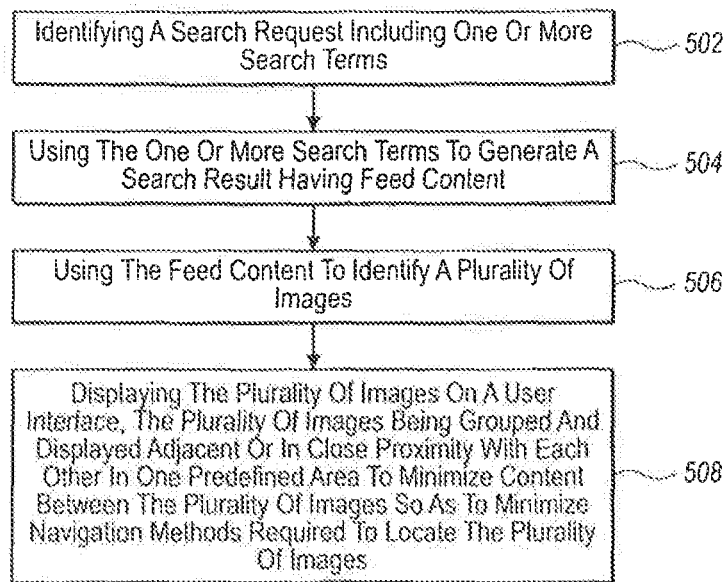 Identifying A Search Request Including One Or More
Search Terms
502
Using The One Or More Search Terms To Generate A
Search Result Having Feed Content
504
Using The Feed Content To Identify A Plurality Of
Images
506
Displaying The Plurality Of Images On A User
Interface, The Plurality Of Images Being Grouped And
Displayed Adjacent Or In Close Proximity With Each
Other In One Predefined Area To Minimize Content
Between The Plurality Of Images So As To Minimize
Navigation Methods Required To Locate The Plurality
Of Images
508